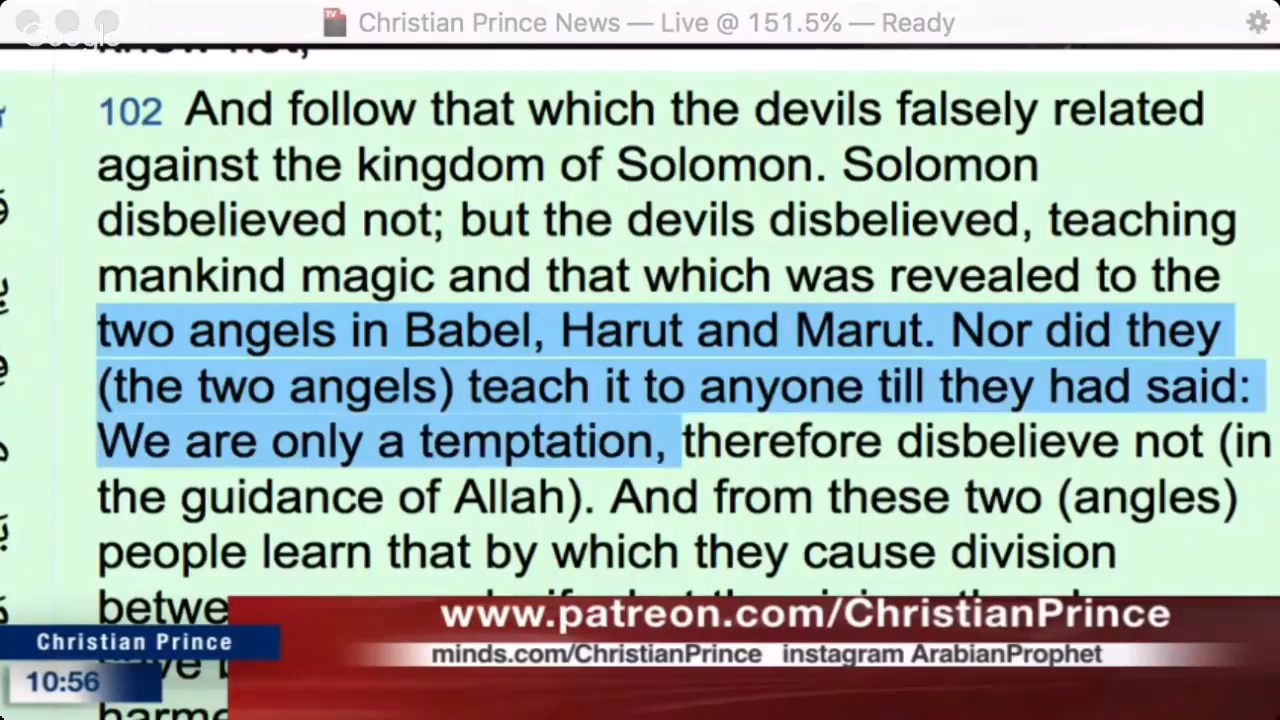 Christian Prince News — Live @ 151.5% — Ready
Google
know not,
102 And follow that which the devils falsely related
against the kingdom of Solomon. Solomon
disbelieved not; but the devils disbelieved, teaching
mankind magic and that which was revealed to the
two angels in Babel, Harut and Marut. Nor did they
(the two angels) teach it to anyone till they had said:
We are only a temptation, therefore disbelieve not (in
the guidance of Allah). And from these two (angles)
people learn that by which they cause division
www.patreon.com/ChristianPrince
Christian Prince
minds.com/ChristianPrince instagram ArabianProphet
10:56